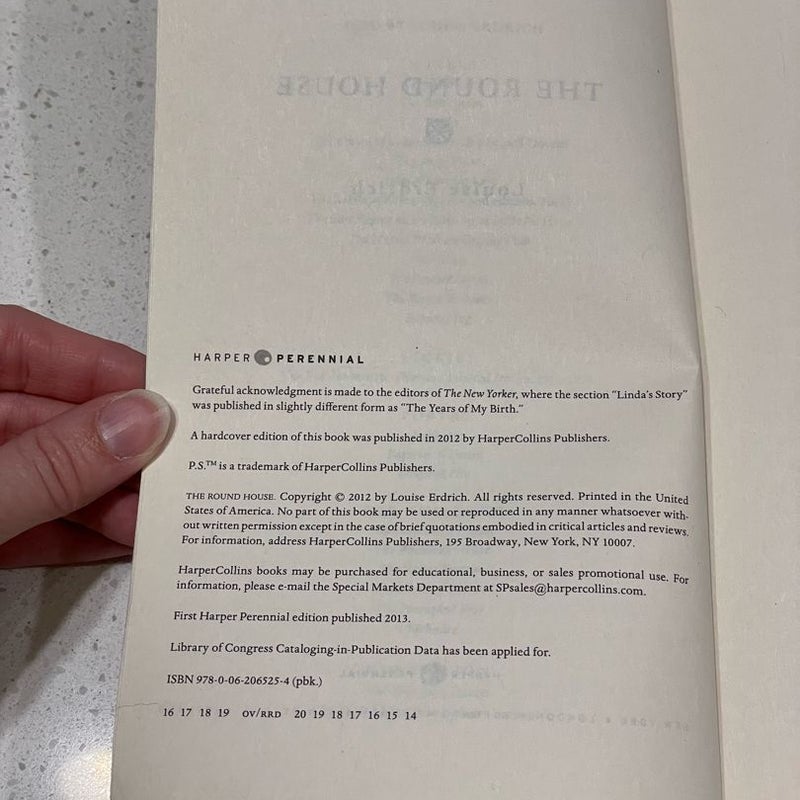 THE ROUND HOUSE
Louise Erdrich
HARPER PERENNIAL
Grateful acknowledgment is made to the editors of The New Yorker, where the section "Linda's Story"
was published in slightly different form as "The Years of My Birth."
A hardcover edition of this book was published in 2012 by HarperCollins Publishers.
P.S.™ is a trademark of HarperCollins Publishers.
THE ROUND HOUSE. Copyright © 2012 by Louise Erdrich. All rights reserved. Printed in the United
States of America. No part of this book may be used or reproduced in any manner whatsoever with-
out written permission except in the case of brief quotations embodied in critical articles and reviews.
For information, address HarperCollins Publishers, 195 Broadway, New York, NY 10007.
HarperCollins books may be purchased for educational, business, or sales promotional use. For
information, please e-mail the Special Markets Department at SPsales@harpercollins.com.
First Harper Perennial edition published 2013.
Library of Congress Cataloging-in-Publication Data has been applied for.
ISBN 978-0-06-206525-4 (pbk.)
16 17 18 19 OV/RRD 20 19 18 17 16 15 14